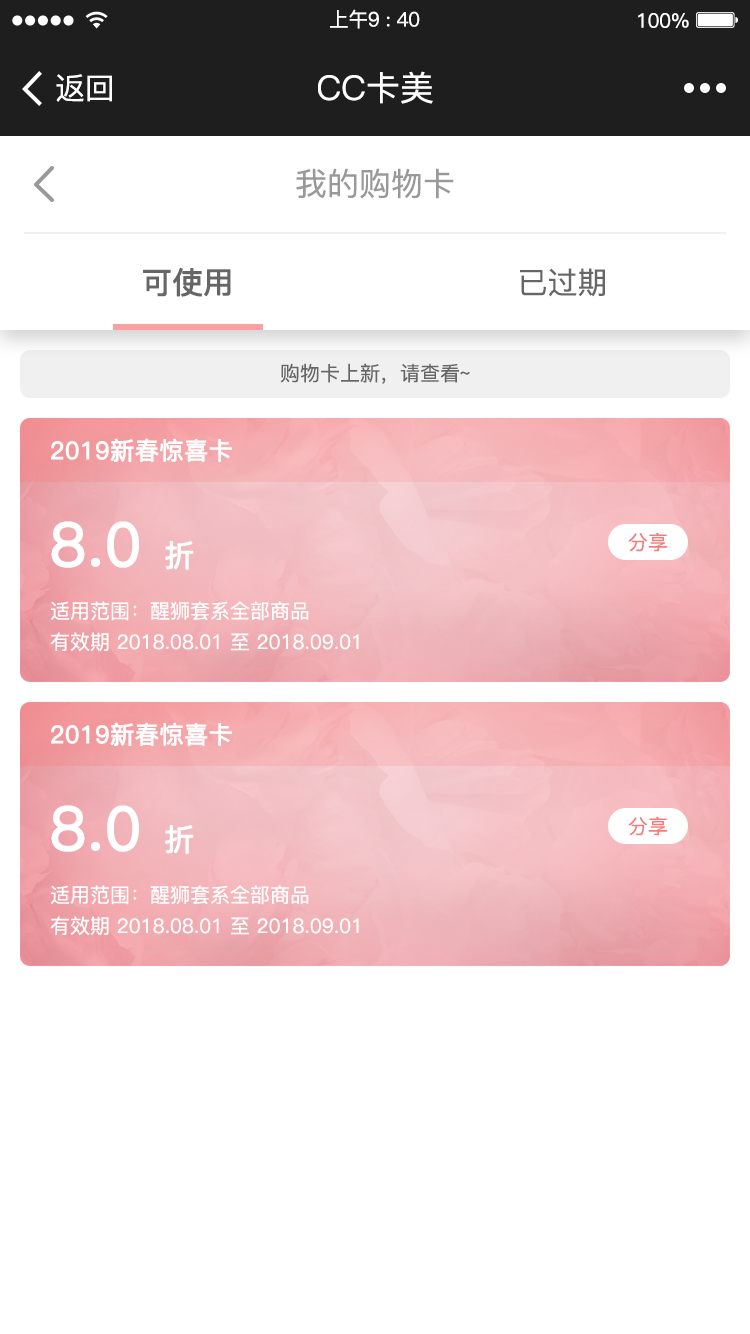 上午9 : 40
100%
返回
CC卡美
我的购物卡
可使用
已过期
购物卡上新，请查看~
2019新春惊喜卡
8.0 折
分享
适用范围：醒狮套系全部商品
有效期 2018.08.01 至 2018.09.01
2019新春惊喜卡
8.0 折
分享
适用范围：醒狮套系全部商品
有效期 2018.08.01 至 2018.09.01